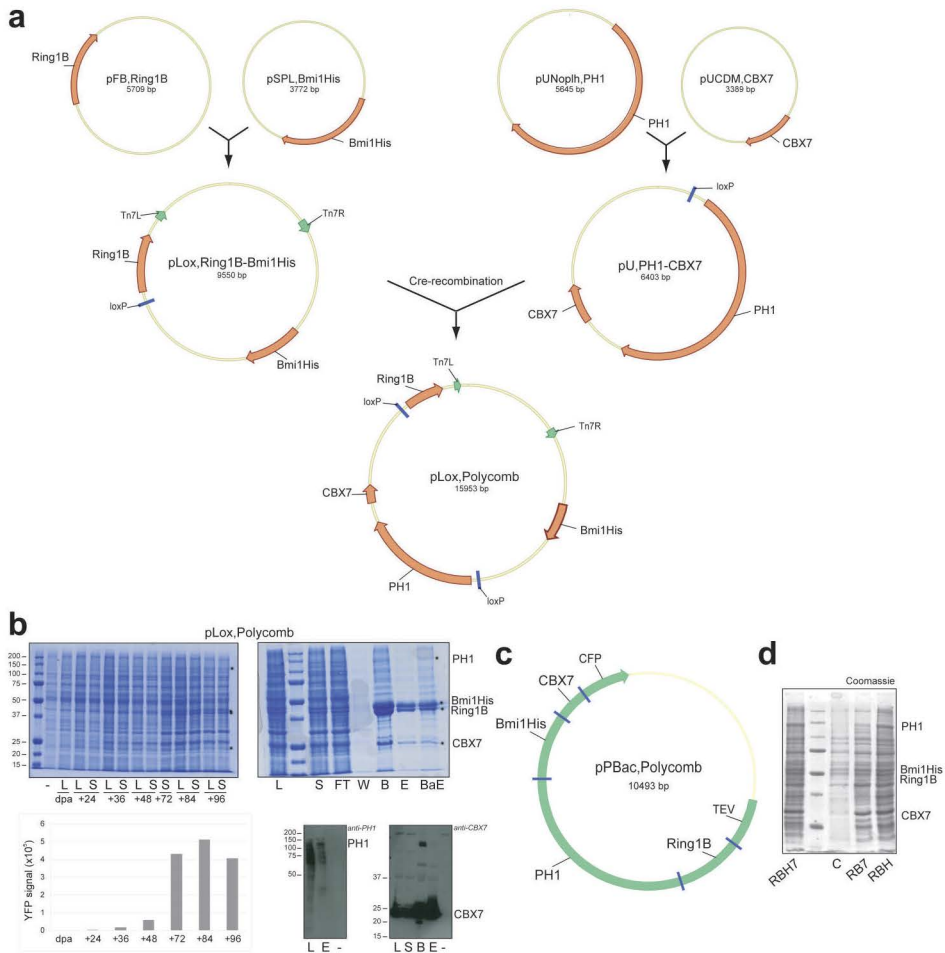 a
Ring1B
pFB,Ring1B
5709 bp
pSPL,Bmi1His
3772 bp
Bmi1His
pUNoplh,PH1
5645 bp
PH1
pUCDM,CBX7
3389 bp
CBX7
Tn7L
Tn7R
Ring1B
pLox,Ring1B-Bmi1His
9550 bp
loxP
Bmi1His
Cre-recombination
loxP
pU,PH1-CBX7
6403 bp
CBX7
PH1
Tn7L
Ring1B
loxP
Tn7R
pLox,Polycomb
15953 bp
CBX7
Bmi1His
PH1
loxP
b
pLox,Polycomb
200
150
100
75
50
37
25
20
15
- L S L S L S L S L S L S
dpa +24 +36 +48 +72 +84 +96
PH1
Bmi1His
Ring1B
CBX7
L S FT W B E BaE
YFP signal (x10⁵)
6
5
4
3
2
1
0
dpa +24 +36 +48 +72 +84 +96
anti-PH1
200
150
100
75
50
PH1
L E -
anti-CBX7
200
37
25
20
15
CBX7
L S B E -
c
CFP
CBX7
Bmi1His
pPBac,Polycomb
10493 bp
TEV
Ring1B
PH1
d
Coomassie
PH1
Bmi1His
Ring1B
CBX7
RBH7
C
RB7
RBH